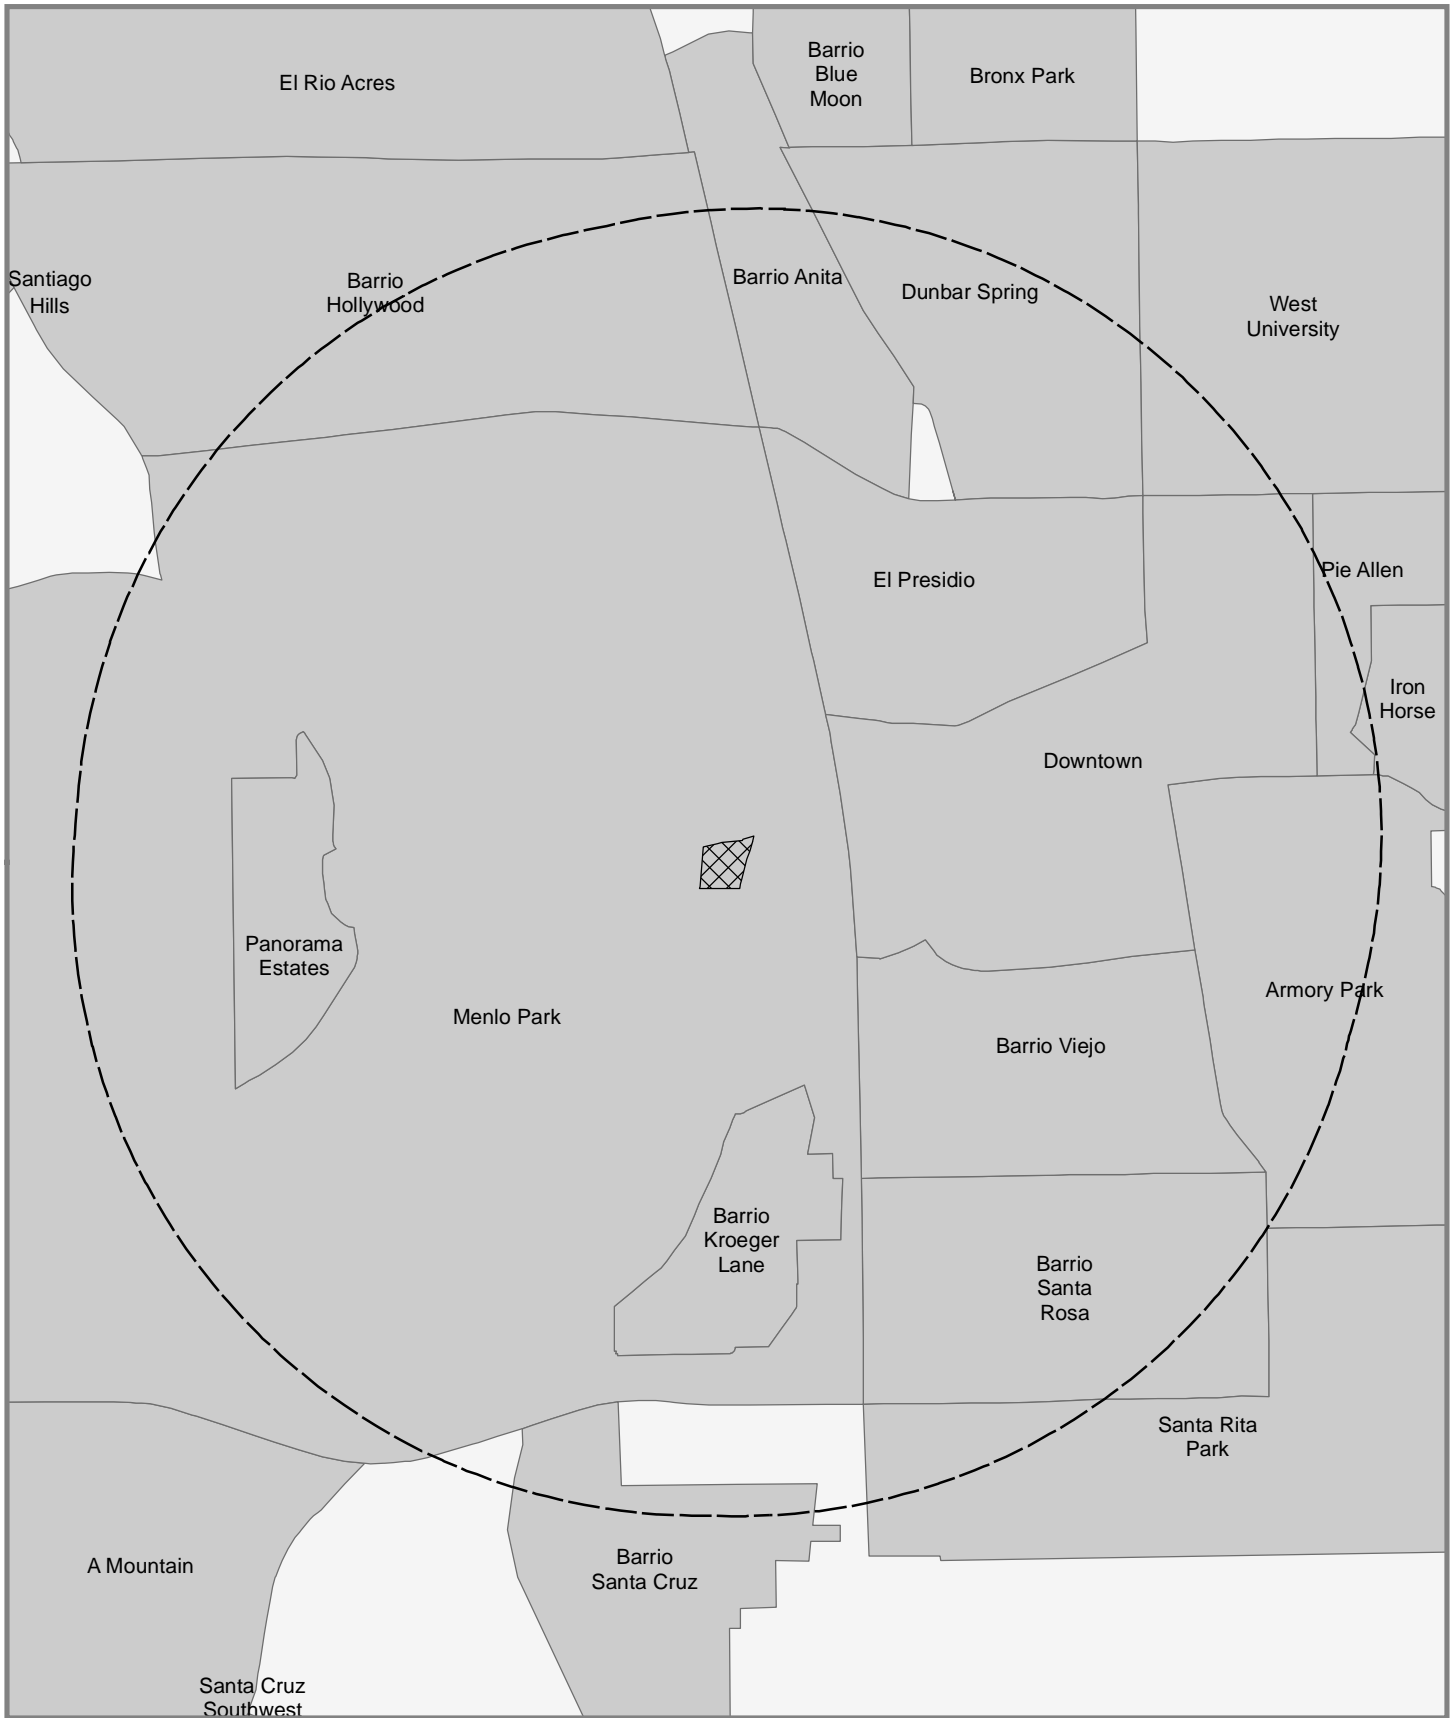 El Rio Acres
Barrio
Blue
Moon
Bronx Park
Santiago
Hills
Barrio
Hollywood
Barrio Anita
Dunbar Spring
West
University
El Presidio
Pie Allen
Iron
Horse
Downtown
Panorama
Estates
Menlo Park
Armory Park
Barrio Viejo
Barrio
Kroeger
Lane
Barrio
Santa
Rosa
Santa Rita
Park
A Mountain
Barrio
Santa Cruz
Santa Cruz
Southwest